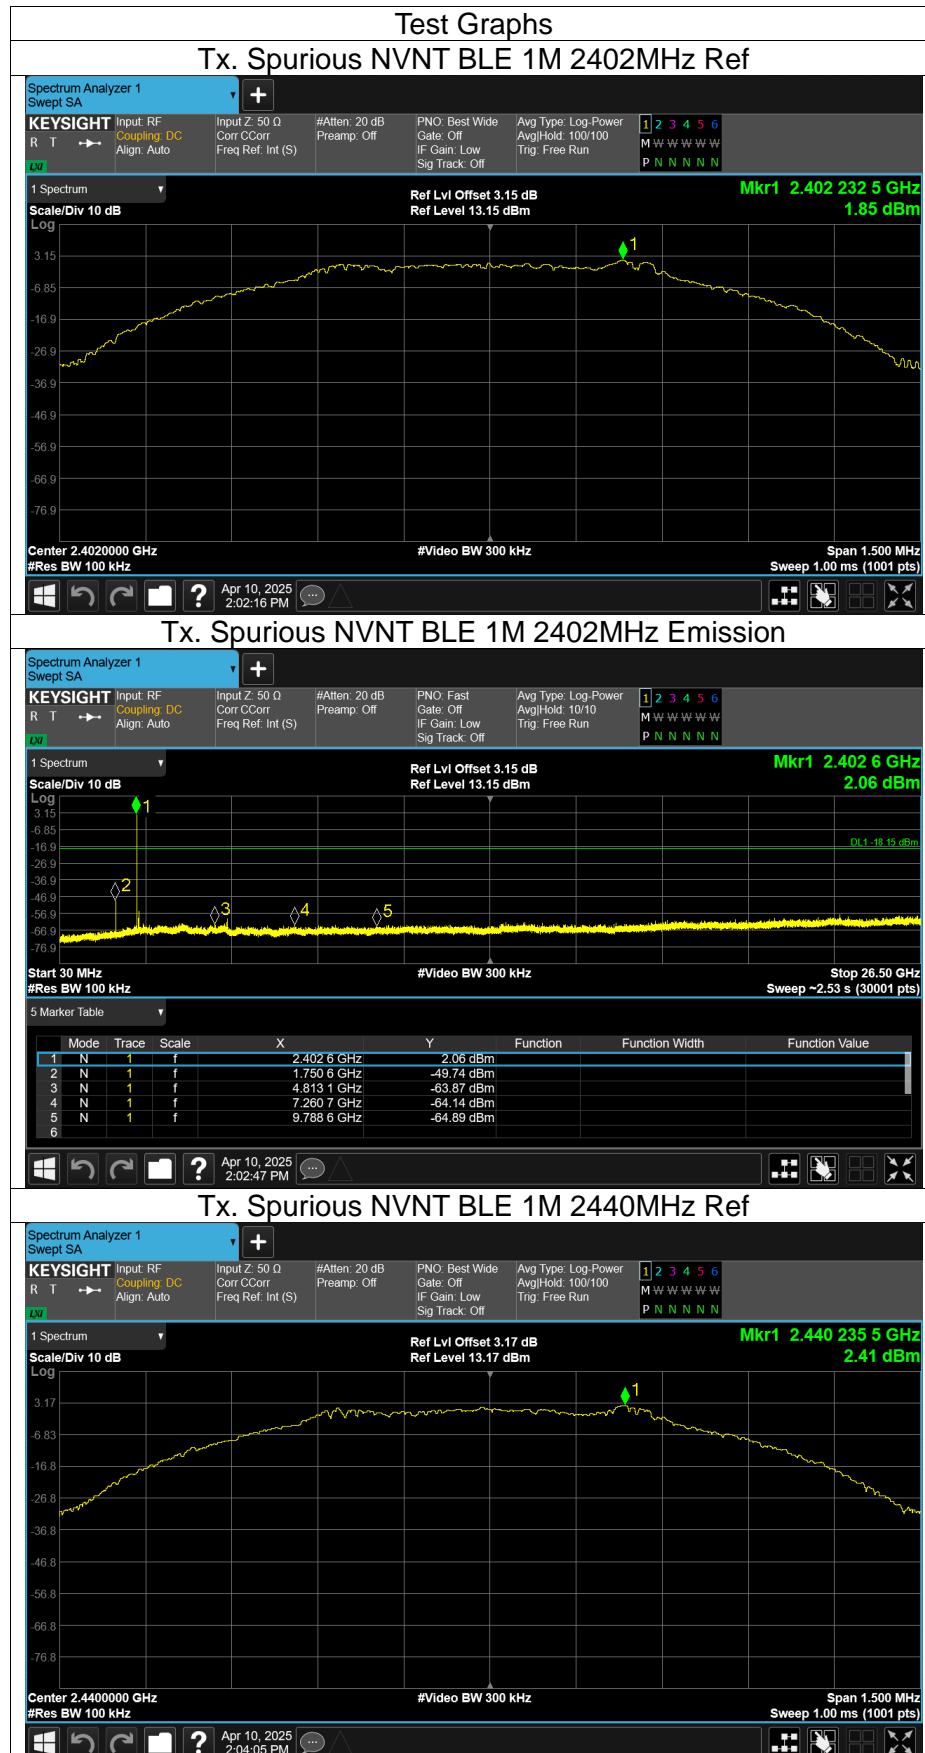 Test Graphs
Tx. Spurious NVNT BLE 1M 2402MHz Ref
Spectrum Analyzer 1
Swept SA
+
KEYSIGHT Input: RF Input Z: 50 Ω #Atten: 20 dB PNO: Best Wide Avg Type: Log-Power 1 2 3 4 5 6
R T Coupling: DC Corr CCorr Preamp: Off Gate: Off Avg|Hold: 100/100 M W W W W W
Align: Auto Freq Ref: Int (S) IF Gain: Low Trig: Free Run
LXI Sig Track: Off P N N N N N
1 Spectrum Ref Lvl Offset 3.15 dB Mkr1 2.402 232 5 GHz
Scale/Div 10 dB Ref Level 13.15 dBm 1.85 dBm
Log
1
3.15
-6.85
-16.9
-26.9
-36.9
-46.9
-56.9
-66.9
-76.9
Center 2.4020000 GHz #Video BW 300 kHz Span 1.500 MHz
#Res BW 100 kHz Sweep 1.00 ms (1001 pts)
? Apr 10, 2025
2:02:16 PM
Tx. Spurious NVNT BLE 1M 2402MHz Emission
Spectrum Analyzer 1
Swept SA
+
KEYSIGHT Input: RF Input Z: 50 Ω #Atten: 20 dB PNO: Fast Avg Type: Log-Power 1 2 3 4 5 6
R T Coupling: DC Corr CCorr Preamp: Off Gate: Off Avg|Hold: 10/10 M W W W W W
Align: Auto Freq Ref: Int (S) IF Gain: Low Trig: Free Run
LXI Sig Track: Off P N N N N N
1 Spectrum Ref Lvl Offset 3.15 dB Mkr1 2.402 6 GHz
Scale/Div 10 dB Ref Level 13.15 dBm 2.06 dBm
Log
1
3.15
-6.85
-16.9 DL1 -18.15 dBm
-26.9
-36.9 2
-46.9
-56.9 3 4 5
-66.9
-76.9
Start 30 MHz #Video BW 300 kHz Stop 26.50 GHz
#Res BW 100 kHz Sweep ~2.53 s (30001 pts)
5 Marker Table
Mode Trace Scale X Y Function Function Width Function Value
1 N 1 f 2.402 6 GHz 2.06 dBm
2 N 1 f 1.750 6 GHz -49.74 dBm
3 N 1 f 4.813 1 GHz -63.87 dBm
4 N 1 f 7.260 7 GHz -64.14 dBm
5 N 1 f 9.788 6 GHz -64.89 dBm
6
? Apr 10, 2025
2:02:47 PM
Tx. Spurious NVNT BLE 1M 2440MHz Ref
Spectrum Analyzer 1
Swept SA
+
KEYSIGHT Input: RF Input Z: 50 Ω #Atten: 20 dB PNO: Best Wide Avg Type: Log-Power 1 2 3 4 5 6
R T Coupling: DC Corr CCorr Preamp: Off Gate: Off Avg|Hold: 100/100 M W W W W W
Align: Auto Freq Ref: Int (S) IF Gain: Low Trig: Free Run
LXI Sig Track: Off P N N N N N
1 Spectrum Ref Lvl Offset 3.17 dB Mkr1 2.440 235 5 GHz
Scale/Div 10 dB Ref Level 13.17 dBm 2.41 dBm
Log
1
3.17
-6.83
-16.8
-26.8
-36.8
-46.8
-56.8
-66.8
-76.8
Center 2.4400000 GHz #Video BW 300 kHz Span 1.500 MHz
#Res BW 100 kHz Sweep 1.00 ms (1001 pts)
? Apr 10, 2025
2:04:05 PM